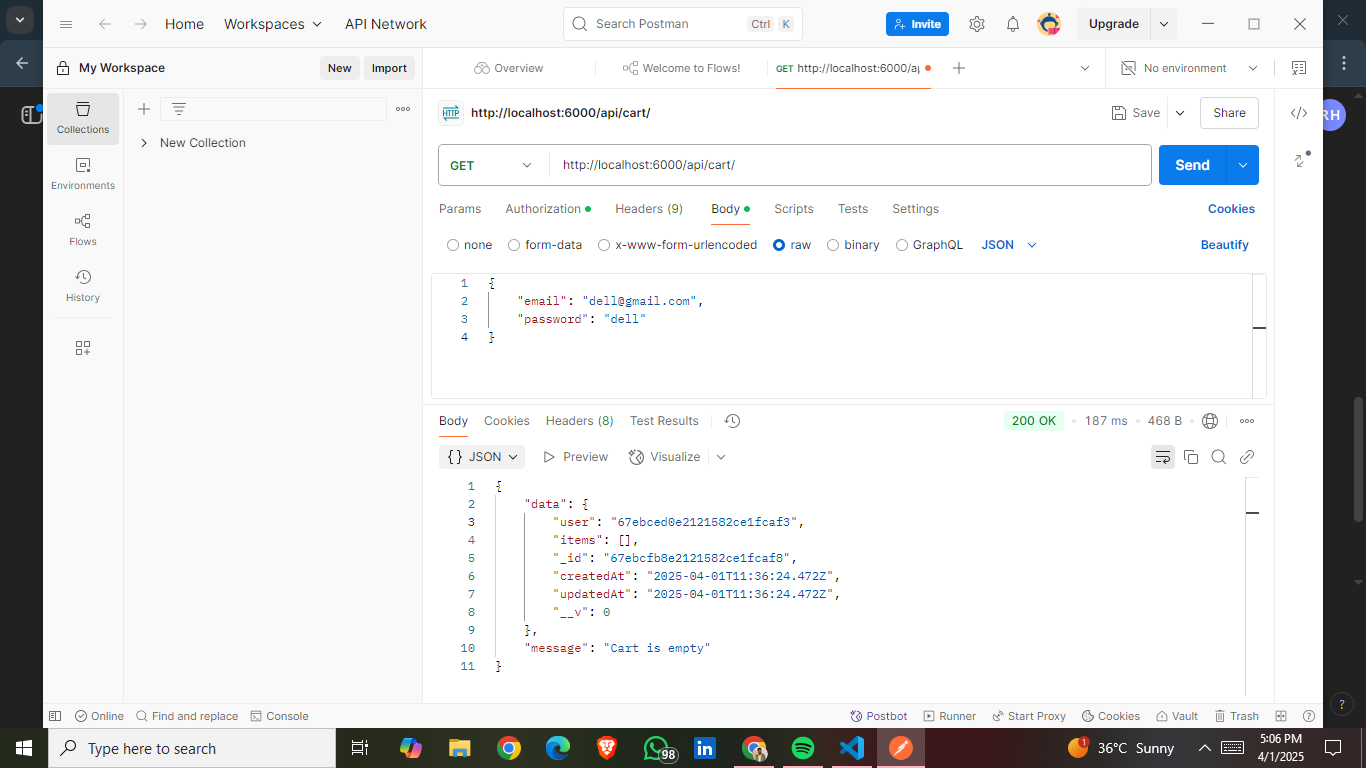 Home
Workspaces
API Network
Search Postman
Ctrl K
Invite
Upgrade
My Workspace
New
Import
Overview
Welcome to Flows!
GET http://localhost:6000/a
No environment
RH
Collections
Environments
Flows
History
New Collection
HTTP
http://localhost:6000/api/cart/
Save
Share
GET
http://localhost:6000/api/cart/
Send
Params
Authorization
Headers (9)
Body
Scripts
Tests
Settings
Cookies
none
form-data
x-www-form-urlencoded
raw
binary
GraphQL
JSON
Beautify
1 {
2 "email": "dell@gmail.com",
3 "password": "dell"
4 }
Body
Cookies
Headers (8)
Test Results
200 OK
187 ms
468 B
{} JSON
Preview
Visualize
1 {
2 "data": {
3 "user": "67ebced0e2121582ce1fcaf3",
4 "items": [],
5 "_id": "67ebcfb8e2121582ce1fcaf8",
6 "createdAt": "2025-04-01T11:36:24.472Z",
7 "updatedAt": "2025-04-01T11:36:24.472Z",
8 "__v": 0
9 },
10 "message": "Cart is empty"
11 }
Online
Find and replace
Console
Postbot
Runner
Start Proxy
Cookies
Vault
Trash
Type here to search
98
1
36°C Sunny
5:06 PM
4/1/2025